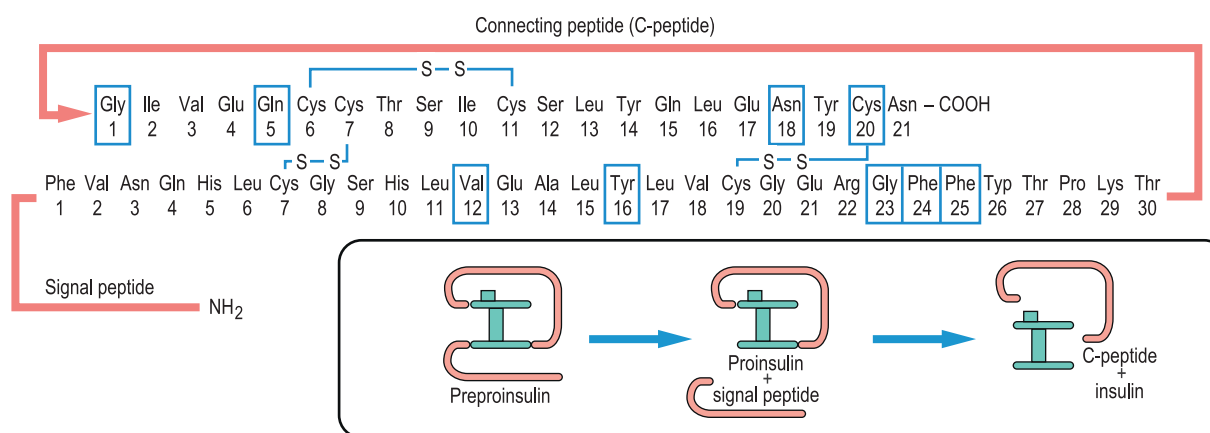 Connecting peptide (C-peptide)
S S
Gly Ile Val Glu Gln Cys Cys Thr Ser Ile Cys Ser Leu Tyr Gln Leu Glu Asn Tyr Cys Asn – COOH
1 2 3 4 5 6 7 8 9 10 11 12 13 14 15 16 17 18 19 20 21
S S S S
Phe Val Asn Gln His Leu Cys Gly Ser His Leu Val Glu Ala Leu Tyr Leu Val Cys Gly Glu Arg Gly Phe Phe Typ Thr Pro Lys Thr
1 2 3 4 5 6 7 8 9 10 11 12 13 14 15 16 17 18 19 20 21 22 23 24 25 26 27 28 29 30
Signal peptide
NH2
Preproinsulin
Proinsulin
+
signal peptide
C-peptide
+
insulin